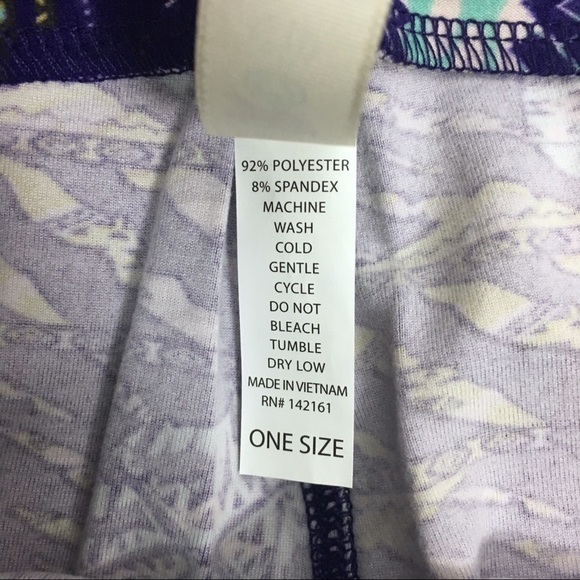 92% POLYESTER
8% SPANDEX
MACHINE
WASH
COLD
GENTLE
CYCLE
DO NOT
BLEACH
TUMBLE
DRY LOW
MADE IN VIETNAM
RN# 142161
ONE SIZE